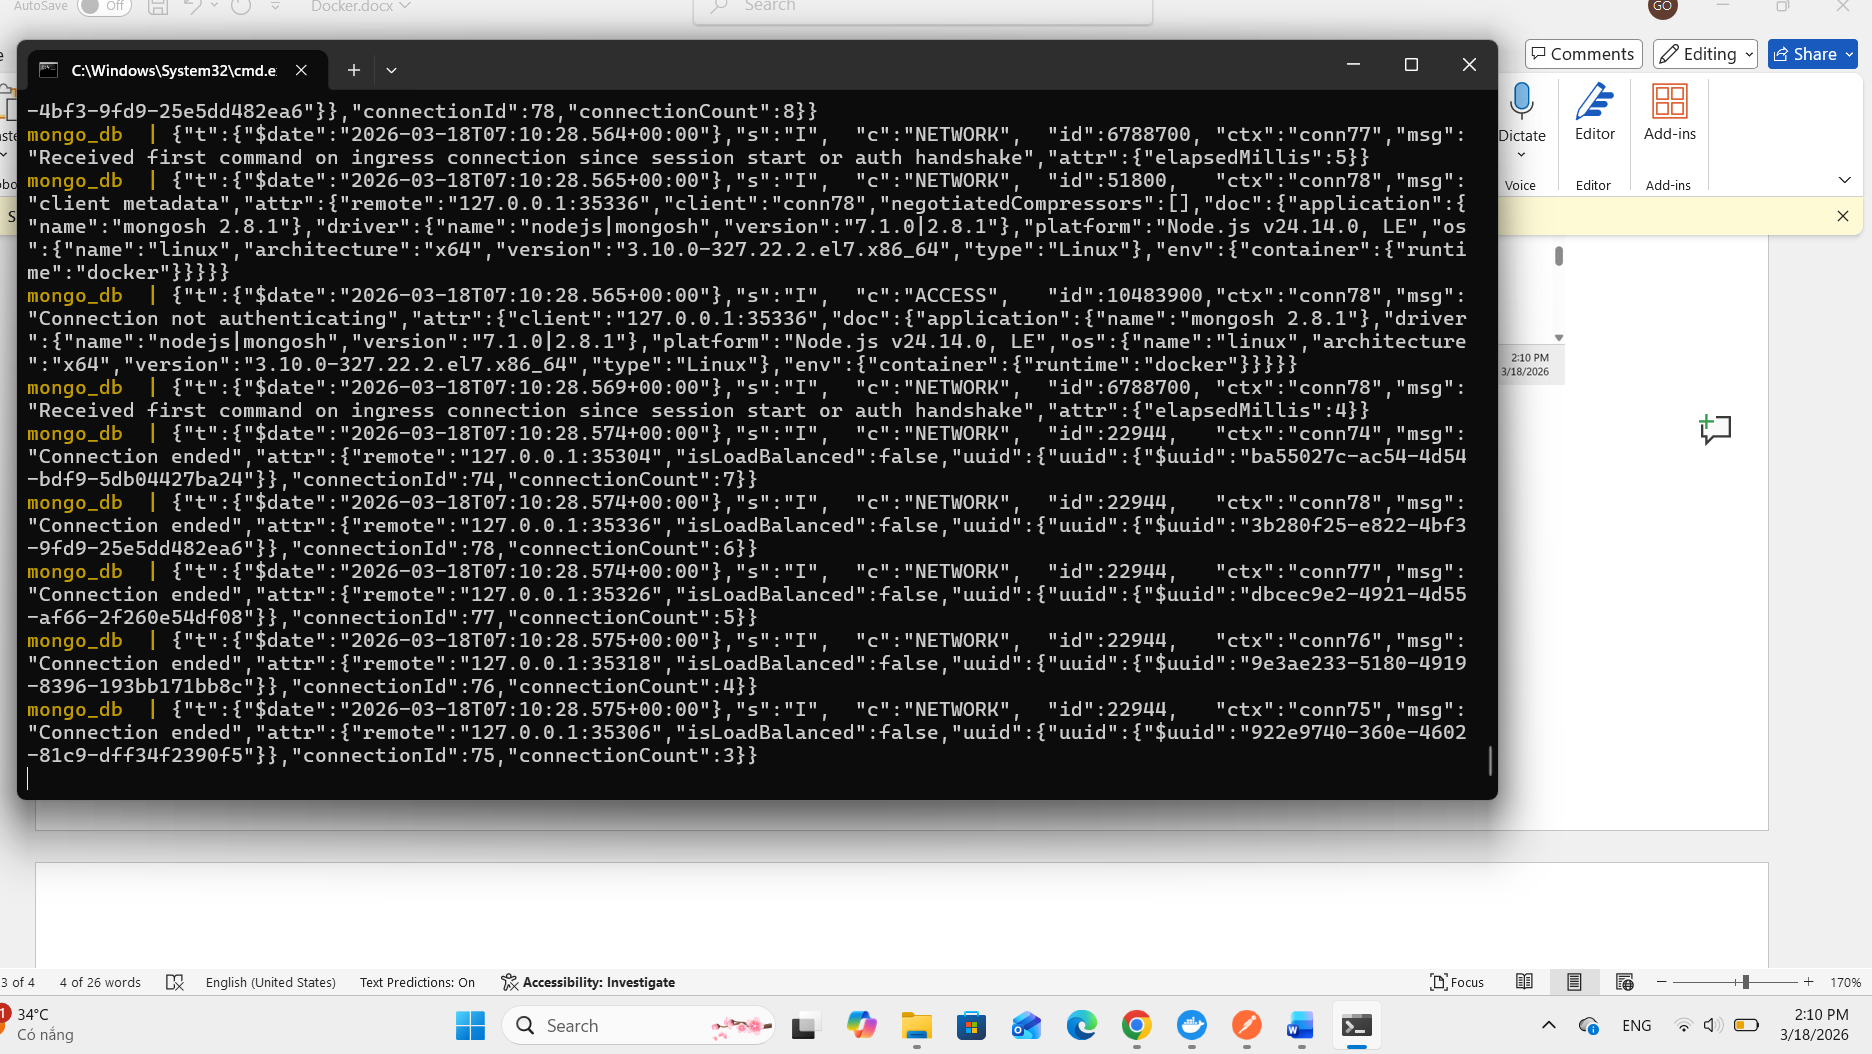 AutoSave Off Docker.docx Search GO
Comments Editing Share
C:\Windows\System32\cmd.e
-4bf3-9fd9-25e5dd482ea6"}},"connectionId":78,"connectionCount":8}}
mongo_db  | {"t":{"$date":"2026-03-18T07:10:28.564+00:00"},"s":"I",  "c":"NETWORK",  "id":6788700, "ctx":"conn77","msg":
"Received first command on ingress connection since session start or auth handshake","attr":{"elapsedMillis":5}}
mongo_db  | {"t":{"$date":"2026-03-18T07:10:28.565+00:00"},"s":"I",  "c":"NETWORK",  "id":51800,   "ctx":"conn78","msg":
"client metadata","attr":{"remote":"127.0.0.1:35336","client":"conn78","negotiatedCompressors":[],"doc":{"application":{
"name":"mongosh 2.8.1"},"driver":{"name":"nodejs|mongosh","version":"7.1.0|2.8.1"},"platform":"Node.js v24.14.0, LE","os
":{"name":"linux","architecture":"x64","version":"3.10.0-327.22.2.el7.x86_64","type":"Linux"},"env":{"container":{"runti
me":"docker"}}}}}
mongo_db  | {"t":{"$date":"2026-03-18T07:10:28.565+00:00"},"s":"I",  "c":"ACCESS",   "id":10483900,"ctx":"conn78","msg":
"Connection not authenticating","attr":{"client":"127.0.0.1:35336","doc":{"application":{"name":"mongosh 2.8.1"},"driver
":{"name":"nodejs|mongosh","version":"7.1.0|2.8.1"},"platform":"Node.js v24.14.0, LE","os":{"name":"linux","architecture
":"x64","version":"3.10.0-327.22.2.el7.x86_64","type":"Linux"},"env":{"container":{"runtime":"docker"}}}}}
mongo_db  | {"t":{"$date":"2026-03-18T07:10:28.569+00:00"},"s":"I",  "c":"NETWORK",  "id":6788700, "ctx":"conn78","msg":
"Received first command on ingress connection since session start or auth handshake","attr":{"elapsedMillis":4}}
mongo_db  | {"t":{"$date":"2026-03-18T07:10:28.574+00:00"},"s":"I",  "c":"NETWORK",  "id":22944,   "ctx":"conn74","msg":
"Connection ended","attr":{"remote":"127.0.0.1:35304","isLoadBalanced":false,"uuid":{"uuid":{"$uuid":"ba55027c-ac54-4d54
-bdf9-5db04427ba24"}},"connectionId":74,"connectionCount":7}}
mongo_db  | {"t":{"$date":"2026-03-18T07:10:28.574+00:00"},"s":"I",  "c":"NETWORK",  "id":22944,   "ctx":"conn78","msg":
"Connection ended","attr":{"remote":"127.0.0.1:35336","isLoadBalanced":false,"uuid":{"uuid":{"$uuid":"3b280f25-e822-4bf3
-9fd9-25e5dd482ea6"}},"connectionId":78,"connectionCount":6}}
mongo_db  | {"t":{"$date":"2026-03-18T07:10:28.574+00:00"},"s":"I",  "c":"NETWORK",  "id":22944,   "ctx":"conn77","msg":
"Connection ended","attr":{"remote":"127.0.0.1:35326","isLoadBalanced":false,"uuid":{"uuid":{"$uuid":"dbcec9e2-4921-4d55
-af66-2f260e54df08"}},"connectionId":77,"connectionCount":5}}
mongo_db  | {"t":{"$date":"2026-03-18T07:10:28.575+00:00"},"s":"I",  "c":"NETWORK",  "id":22944,   "ctx":"conn76","msg":
"Connection ended","attr":{"remote":"127.0.0.1:35318","isLoadBalanced":false,"uuid":{"uuid":{"$uuid":"9e3ae233-5180-4919
-8396-193bb171bb8c"}},"connectionId":76,"connectionCount":4}}
mongo_db  | {"t":{"$date":"2026-03-18T07:10:28.575+00:00"},"s":"I",  "c":"NETWORK",  "id":22944,   "ctx":"conn75","msg":
"Connection ended","attr":{"remote":"127.0.0.1:35306","isLoadBalanced":false,"uuid":{"uuid":{"$uuid":"922e9740-360e-4602
-81c9-dff34f2390f5"}},"connectionId":75,"connectionCount":3}}
Dictate Editor Add-ins
Voice Editor Add-ins
2:10 PM
3/18/2026
3 of 4 4 of 26 words English (United States) Text Predictions: On Accessibility: Investigate Focus 170%
1 34°C
Có nắng
Search
ENG
2:10 PM
3/18/2026